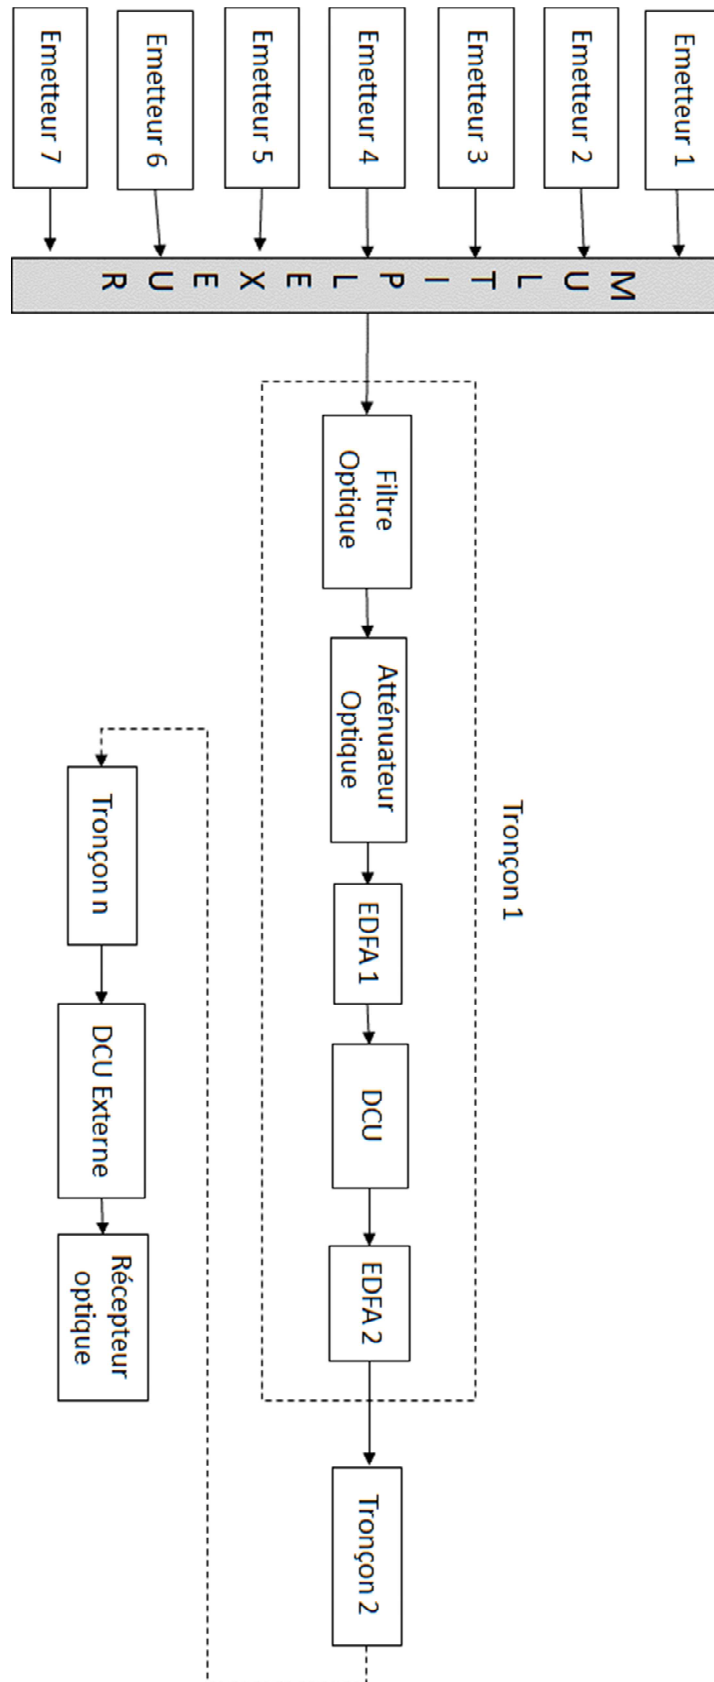 Emetteur 1
Emetteur 2
Emetteur 3
Emetteur 4
Emetteur 5
Emetteur 6
Emetteur 7
MULTIPLEXEUR
Tronçon 1
Filtre
Optique
Atténuateur
Optique
EDFA 1
DCU
EDFA 2
Tronçon 2
Tronçon n
DCU Externe
Récepteur
optique